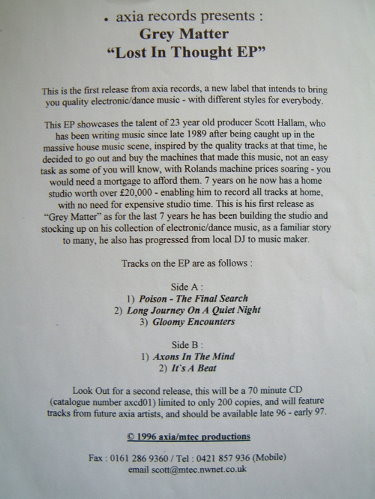 • axia records presents :
Grey Matter
“Lost In Thought EP”
This is the first release from axia records, a new label that intends to bring
you quality electronic/dance music - with different styles for everybody.
This EP showcases the talent of 23 year old producer Scott Hallam, who
has been writing music since late 1989 after being caught up in the
massive house music scene, inspired by the quality tracks at that time, he
decided to go out and buy the machines that made this music, not an easy
task as some of you will know, with Rolands machine prices soaring - you
would need a mortgage to afford them. 7 years on he now has a home
studio worth over £20,000 - enabling him to record all tracks at home,
with no need for expensive studio time. This is his first release as
“Grey Matter” as for the last 7 years he has been building the studio and
stocking up on his collection of electronic/dance music, as a familiar story
to many, he also has progressed from local DJ to music maker.
Tracks on the EP are as follows :
Side A :
1) Poison - The Final Search
2) Long Journey On A Quiet Night
3) Gloomy Encounters
Side B :
1) Axons In The Mind
2) It's A Beat
Look Out for a second release, this will be a 70 minute CD
(catalogue number axcd01) limited to only 200 copies, and will feature
tracks from future axia artists, and should be available late 96 - early 97.
© 1996 axia/mtec productions
Fax : 0161 286 9360 / Tel : 0421 857 936 (Mobile)
email scott@mtec.nwnet.co.uk